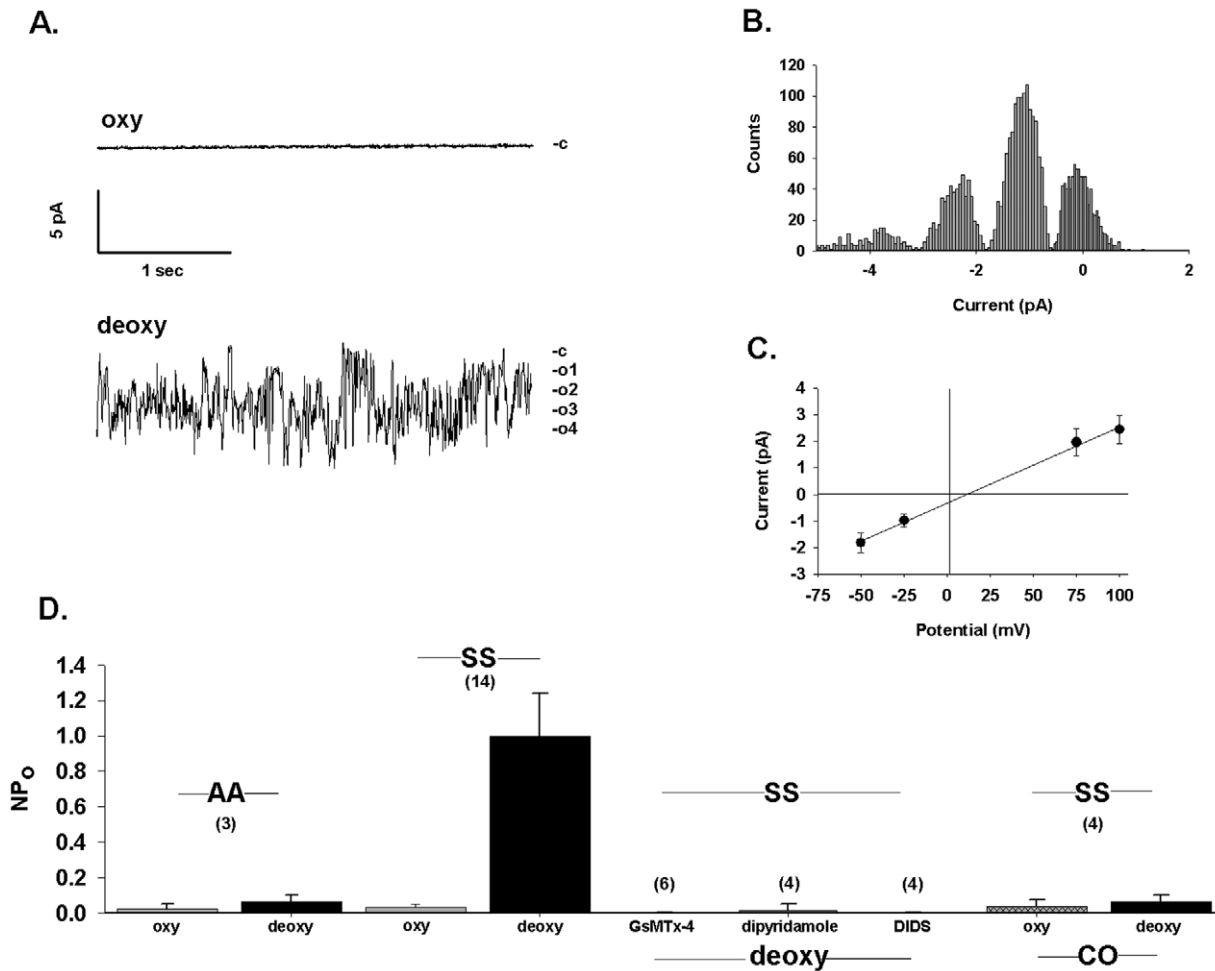 A.
oxy
-c
5 pA
1 sec
deoxy
-c
-o1
-o2
-o3
-o4
B.
120
100
80
60
40
20
0
Counts
-4 -2 0 2
Current (pA)
C.
4
3
2
1
0
-1
-2
-3
Current (pA)
-75 -50 -25 0 25 50 75 100
Potential (mV)
D.
1.4
1.2
1.0
0.8
0.6
0.4
0.2
0.0
NPO
AA
(3)
SS
(14)
SS
(6) (4) (4)
SS
(4)
oxy deoxy oxy deoxy GsMTx-4 dipyridamole DIDS oxy deoxy
deoxy CO